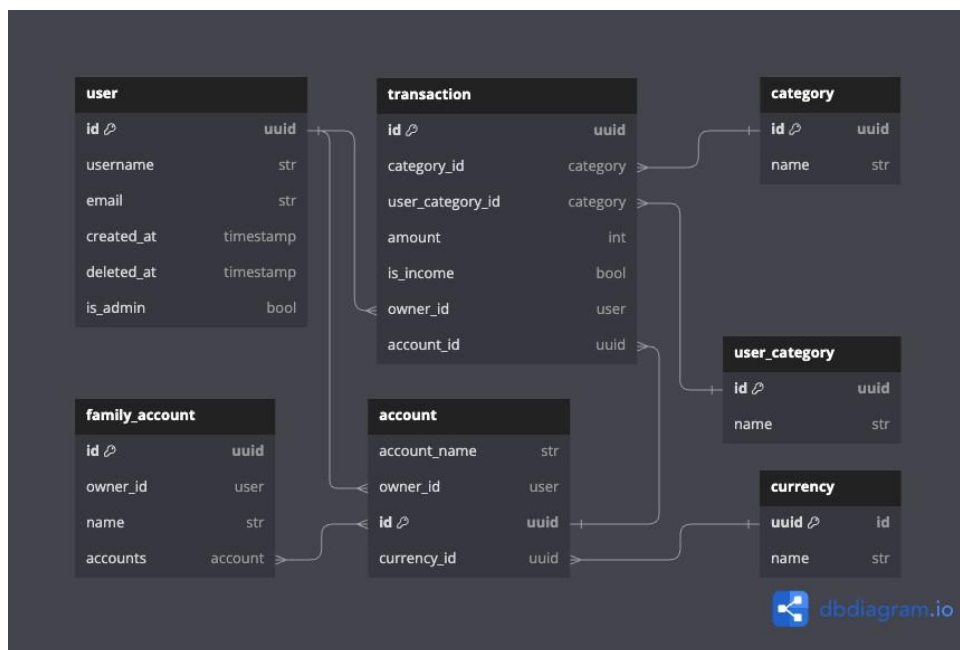 user
id uuid
username str
email str
created_at timestamp
deleted_at timestamp
is_admin bool
transaction
id uuid
category_id category
user_category_id category
amount int
is_income bool
owner_id user
account_id uuid
category
id uuid
name str
user_category
id uuid
name str
family_account
id uuid
owner_id user
name str
accounts account
account
account_name str
owner_id user
id uuid
currency_id uuid
currency
uuid id
name str
dbdiagram.io